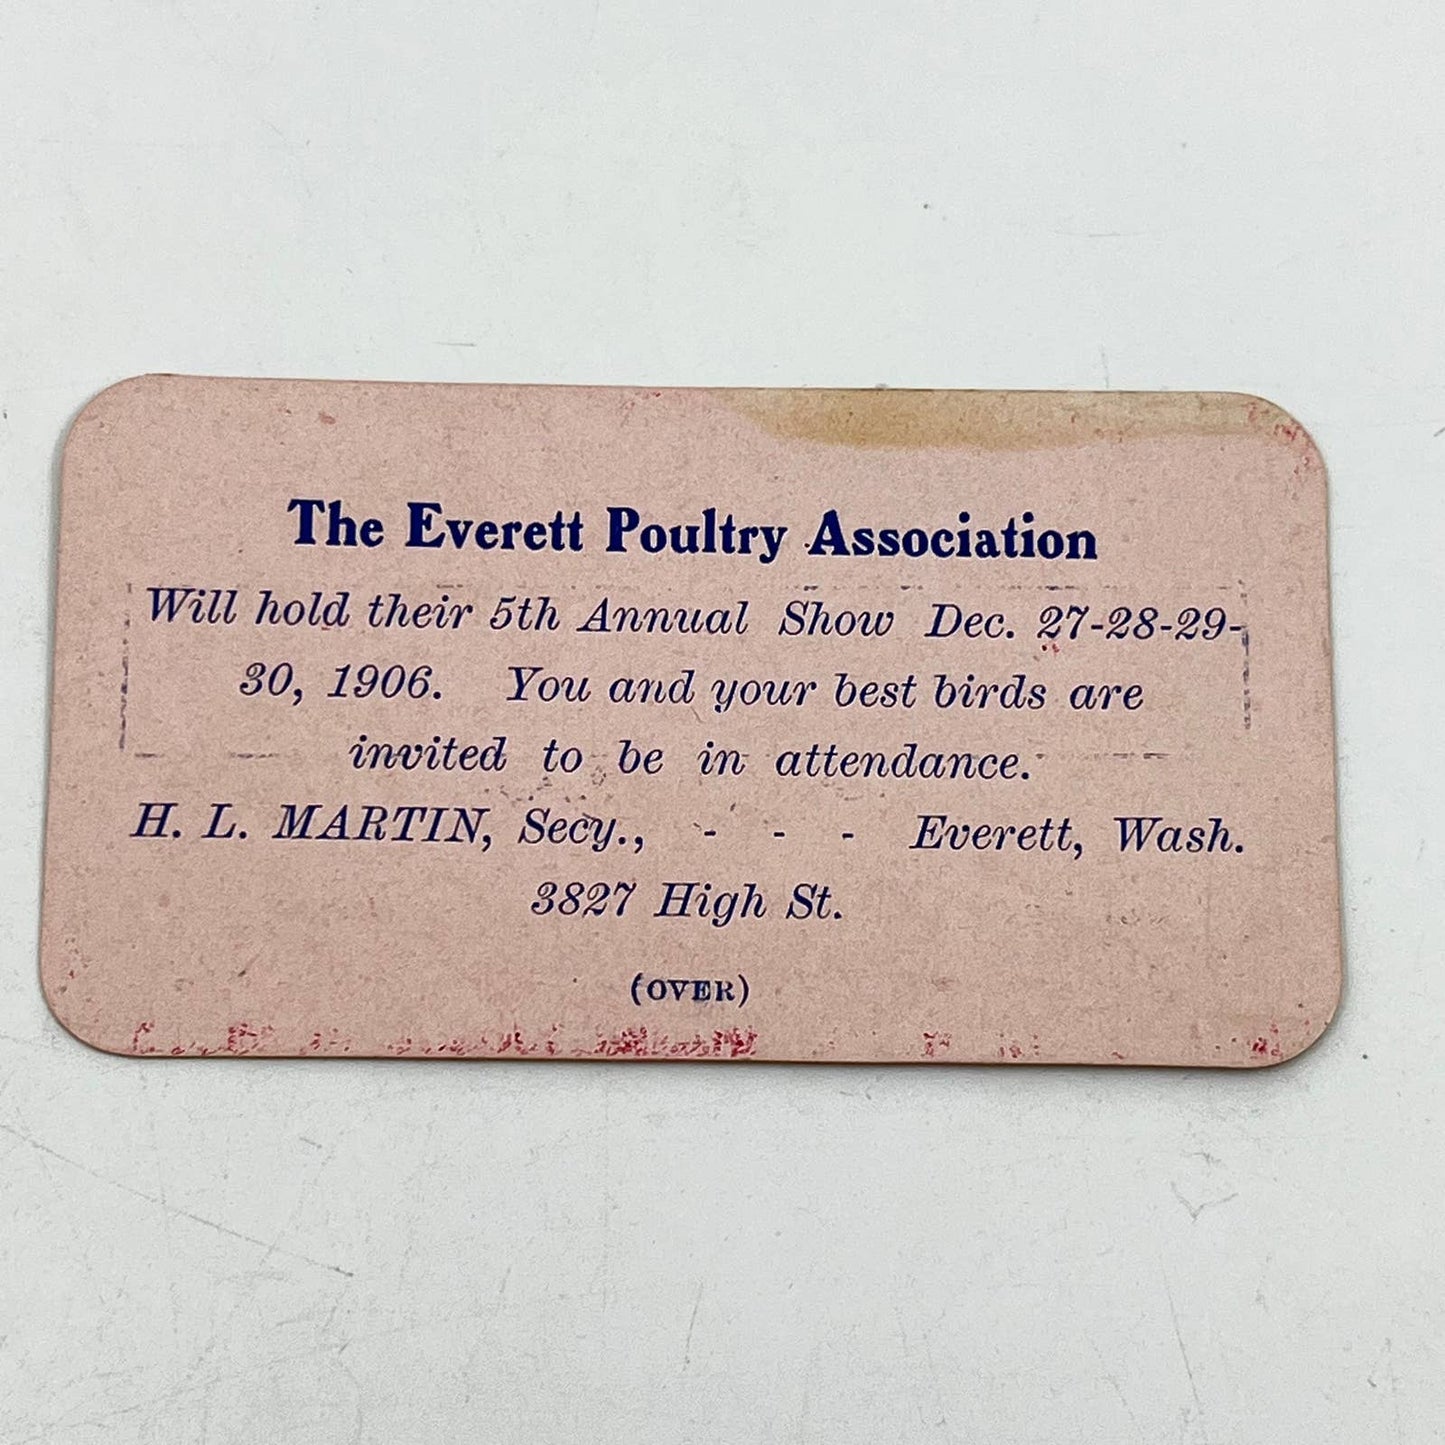 The Everett Poultry Association
Will hold their 5th Annual Show Dec. 27-28-29-
30, 1906. You and your best birds are
invited to be in attendance.
H. L. MARTIN, Secy., - - - Everett, Wash.
3827 High St.
(OVER)